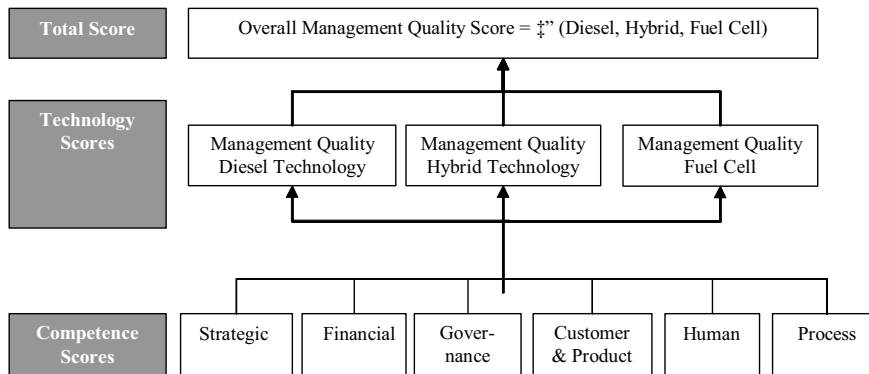 Total Score
Overall Management Quality Score = ‡” (Diesel, Hybrid, Fuel Cell)
Technology
Scores
Management Quality
Diesel Technology
Management Quality
Hybrid Technology
Management Quality
Fuel Cell
Competence
Scores
Strategic
Financial
Gover-
nance
Customer
& Product
Human
Process